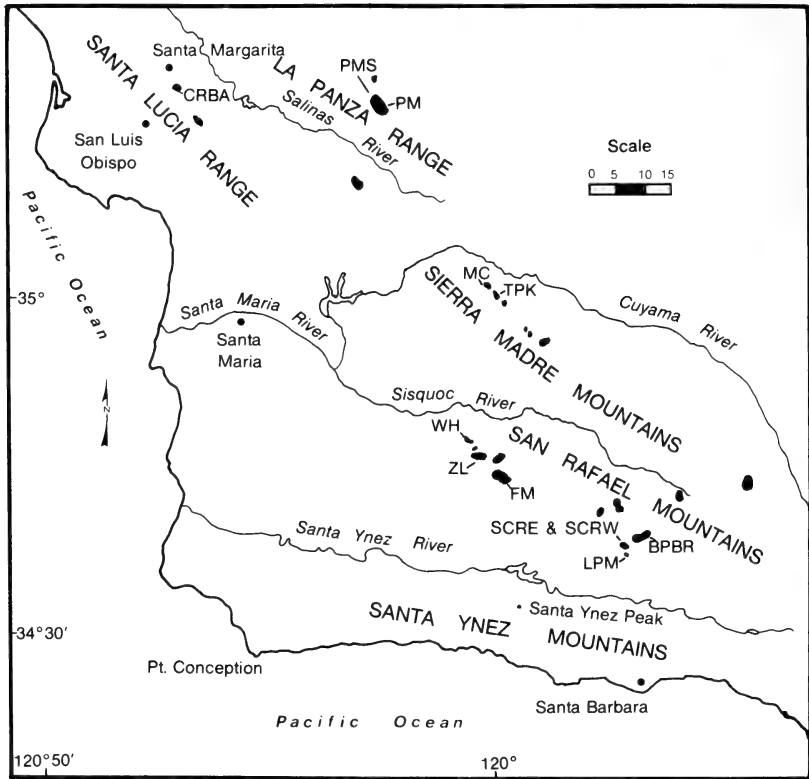 Santa Margarita
SANTA LUCIA RANGE
LA PANZA RANGE
PMS
PM
CRBA
Salinas River
San Luis
Obispo
Scale
0 5 10 15
Pacific Ocean
35°
MC
TPK
SIERRA MADRE MOUNTAINS
Cuyama River
Santa Maria River
Santa
Maria
N
Sisquoc River
WH
SAN RAFAEL MOUNTAINS
ZL
FM
SCRE & SCRW
BPBR
LPM
Santa Ynez River
Santa Ynez Peak
34°30'
SANTA YNEZ MOUNTAINS
Pt. Conception
Santa Barbara
Pacific Ocean
120°50'
120°